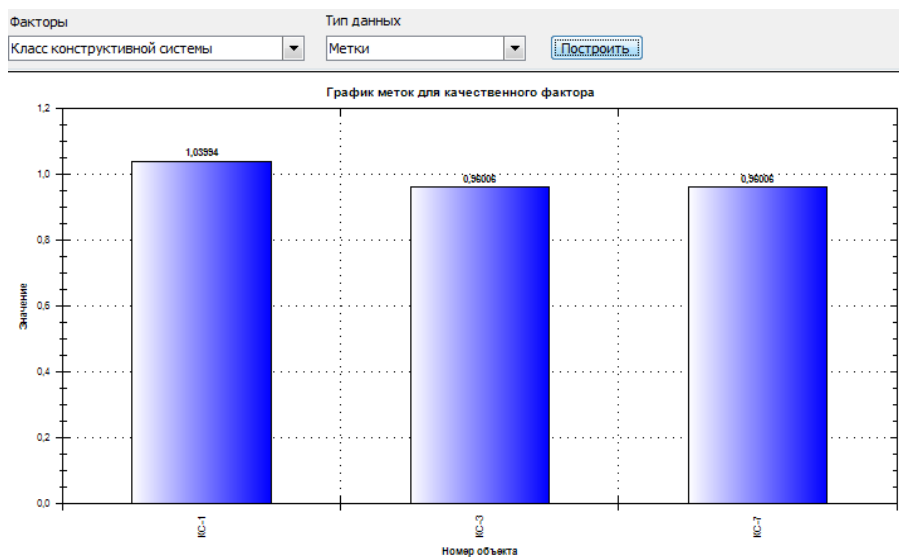 Факторы
Тип данных
Класс конструктивной системы
Метки
Построить
График меток для качественного фактора
1,2
1,0
0,8
0,6
0,4
0,2
0,0
Значение
1,03994
0,96006
0,96006
КС-1
КС-3
КС-7
Номер объекта